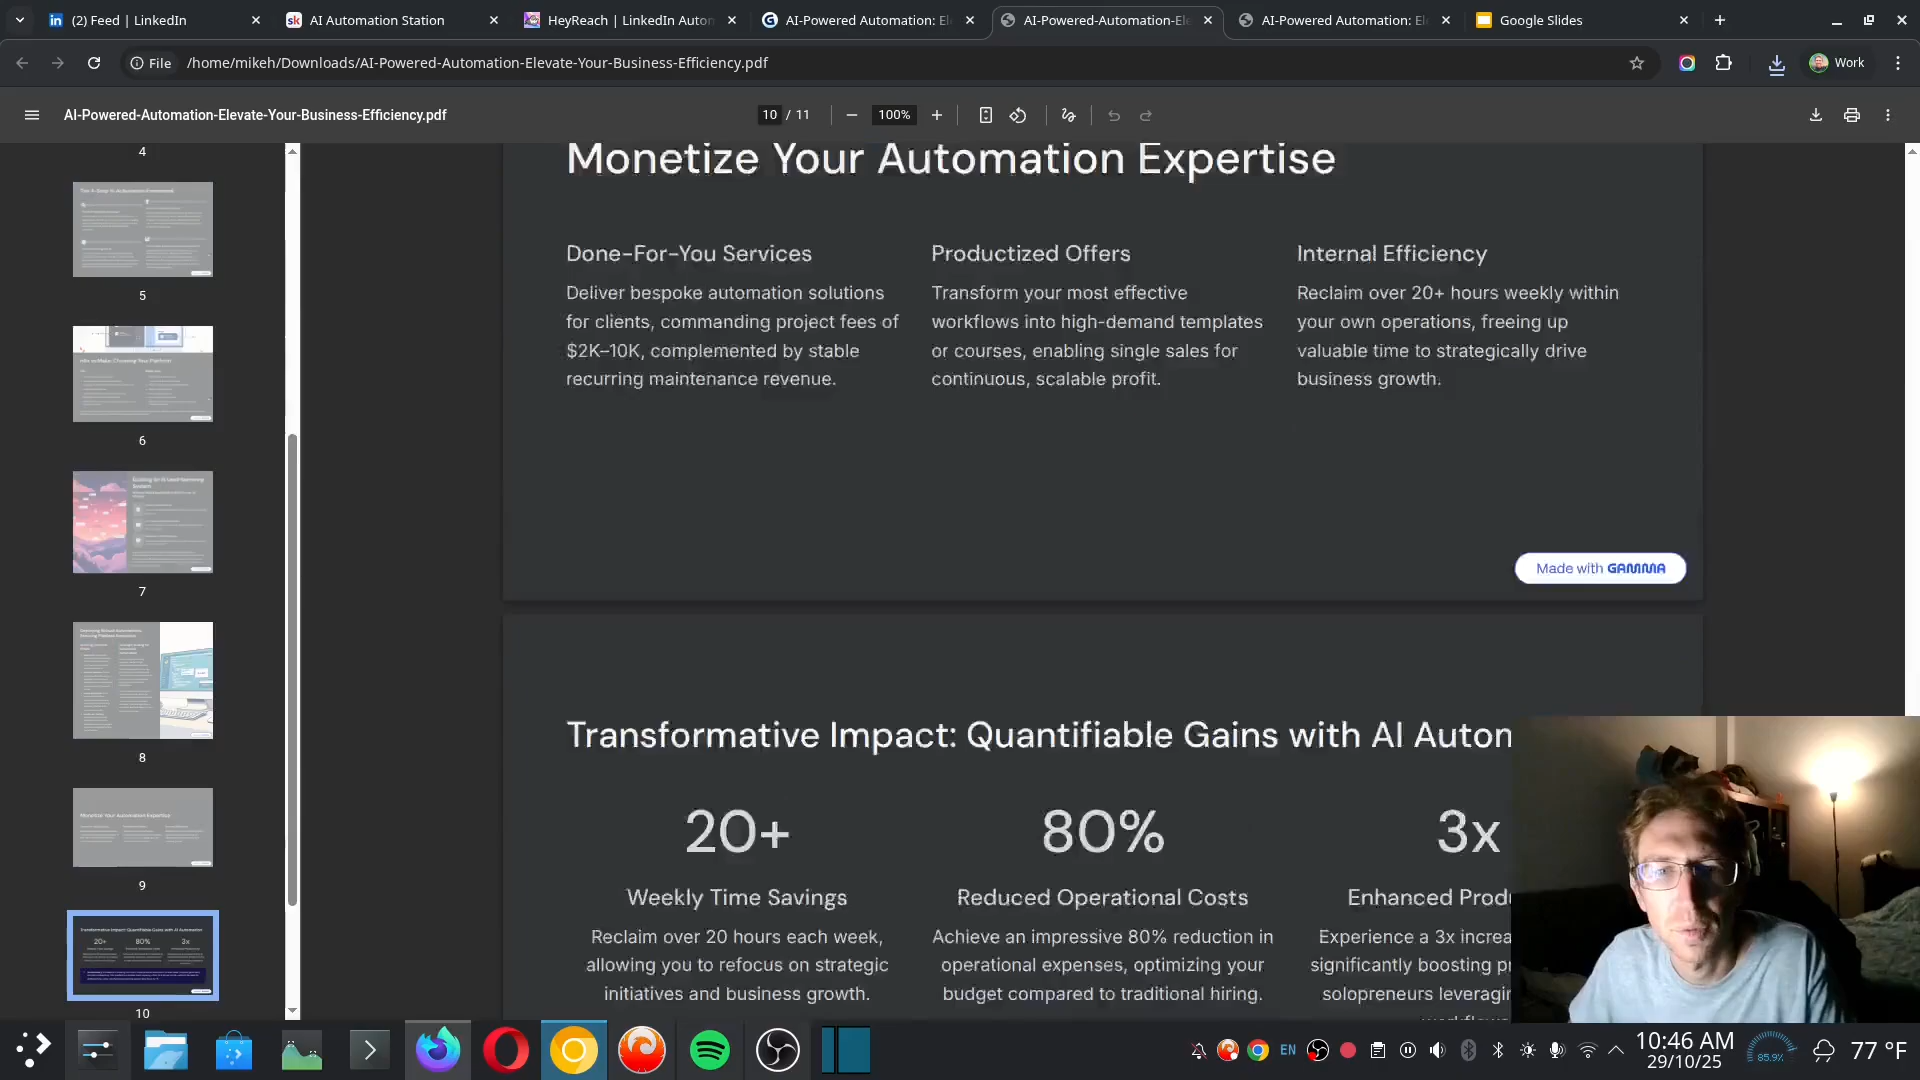 (2) Feed | LinkedIn
AI Automation Station
HeyReach | LinkedIn Auton
AI-Powered Automation: El
AI-Powered-Automation-El
AI-Powered Automation: El
Google Slides
File
/home/mikeh/Downloads/AI-Powered-Automation-Elevate-Your-Business-Efficiency.pdf
Work
AI-Powered-Automation-Elevate-Your-Business-Efficiency.pdf
10 / 11
100%
4
5
6
7
8
9
10
Monetize Your Automation Expertise
Done-For-You Services
Deliver bespoke automation solutions
for clients, commanding project fees of
$2K–10K, complemented by stable
recurring maintenance revenue.
Productized Offers
Transform your most effective
workflows into high-demand templates
or courses, enabling single sales for
continuous, scalable profit.
Internal Efficiency
Reclaim over 20+ hours weekly within
your own operations, freeing up
valuable time to strategically drive
business growth.
Made with GAMMA
Transformative Impact: Quantifiable Gains with AI Autom
20+
Weekly Time Savings
Reclaim over 20 hours each week,
allowing you to refocus on strategic
initiatives and business growth.
80%
Reduced Operational Costs
Achieve an impressive 80% reduction in
operational expenses, optimizing your
budget compared to traditional hiring.
3x
Enhanced Produ
Experience a 3x increa
significantly boosting pr
solopreneurs leveragin
EN
10:46 AM
29/10/25
85.9%
77 °F